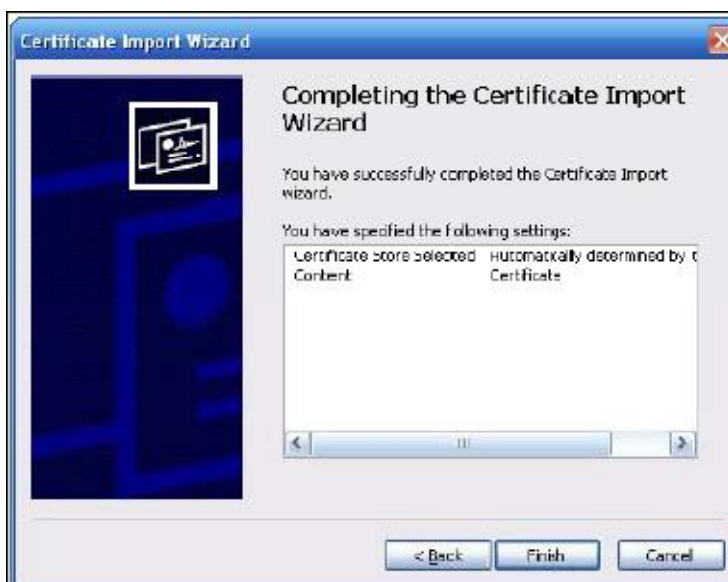 Certificate Import Wizard
Completing the Certificate Import
Wizard
You have successfully completed the Certificate Import
wizard.
You have specified the following settings:
Certificate Store Selected Automatically determined by t
Content Certificate
< Back Finish Cancel